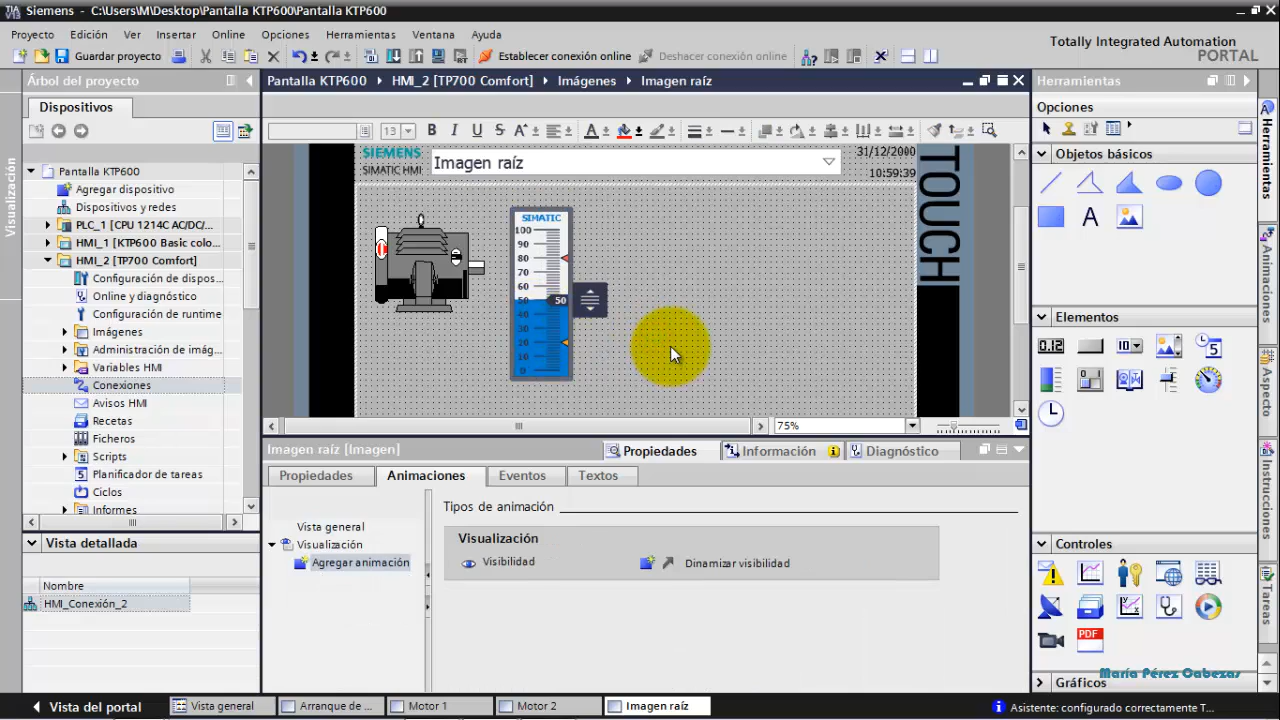 Siemens - C:\Users\M\Desktop\Pantalla KTP600\Pantalla KTP600
Proyecto Edición Ver Insertar Online Opciones Herramientas Ventana Ayuda
Totally Integrated Automation
PORTAL
Guardar proyecto
Establecer conexión online
Deshacer conexión online
Árbol del proyecto
Pantalla KTP600 HMI_2 [TP700 Comfort] Imágenes Imagen raíz
Herramientas
Dispositivos
Opciones
13
Visualización
Pantalla KTP600
Agregar dispositivo
Dispositivos y redes
PLC_1 [CPU 1214C AC/DC/...
HMI_1 [KTP600 Basic colo...
HMI_2 [TP700 Comfort]
Configuración de dispos...
Online y diagnóstico
Configuración de runtime
Imágenes
Administración de imág...
Variables HMI
Conexiones
Avisos HMI
Recetas
Ficheros
Scripts
Planificador de tareas
Ciclos
Informes
SIEMENS
SIMATIC HMI
Imagen raíz
31/12/2000
10:59:39
TOUCH
SIMATIC
100
90
80
70
60
50 50
40
30
20
10
0
75%
Objetos básicos
Elementos
0.12
10
5
Controles
PDF
Gráficos
Herramientas
Animaciones
Aspecto
Instrucciones
Tareas
Imagen raíz [Imagen]
Propiedades Información Diagnóstico
Propiedades Animaciones Eventos Textos
Vista general
Visualización
Agregar animación
Tipos de animación
Visualización
Visibilidad
Dinamizar visibilidad
Vista detallada
Nombre
HMI_Conexión_2
María Pérez Cabezas
Vista del portal Vista general Arranque de ... Motor 1 Motor 2 Imagen raíz
Asistente: configurado correctamente T...